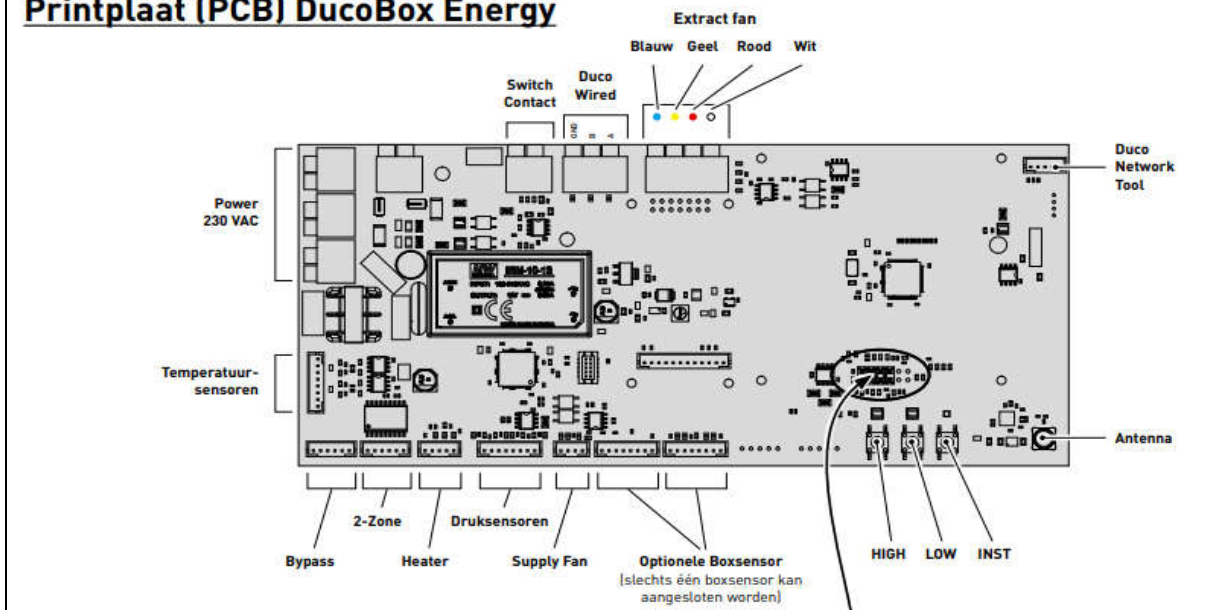 Printplaat (PCB) DucoBox Energy
Extract fan
Blauw Geel Rood Wit
Switch
Contact
Duco
Wired
GND
B
A
Duco
Network
Tool
Power
230 VAC
Temperatuur-
sensoren
Antenna
2-Zone
Druksensoren
Bypass
Heater
Supply Fan
Optionele Boxsensor
(slechts één boxsensor kan
aangesloten worden)
HIGH LOW INST